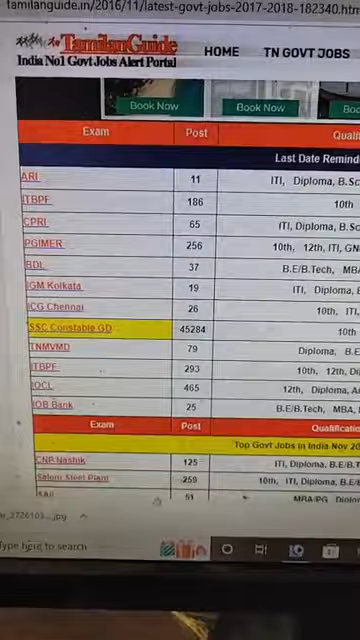 tamilanguide.in/2016/11/latest-govt-jobs-2017-2018-182340.htm
TamilanGuide
India No1 Govt Jobs Alert Portal
HOME TN GOVT JOBS
Book Now Book Now Boo
Exam Post Qualifi
Last Date Remind
ARI 11 ITI, Diploma, B.Sc
ITBPF 186 10th
CPRI 65 ITI, Diploma, B.Sc
PGIMER 256 10th, 12th, ITI, GN
BDL 37 B.E/B.Tech, MBA
IGM Kolkata 19 ITI, Diploma, B
ICG Chennai 26 10th, ITI,
SSC Constable GD 45284 10th
TNMVMD 79 Diploma, B.E
ITBPF 293 10th, 12th, Di
IOCL 465 12th, Diploma, A
IOB Bank 25 B.E/B.Tech, MBA,
Exam Post Qualification
Top Govt Jobs in India Nov 20
CNP Nashik 125 ITI, Diploma, B.E/B.T
Salem Steel Plant 259 10th, ITI, Diploma, B.E/
SAIL 51 MBA/PG Diplom
_2726103....jpg
Type here to search